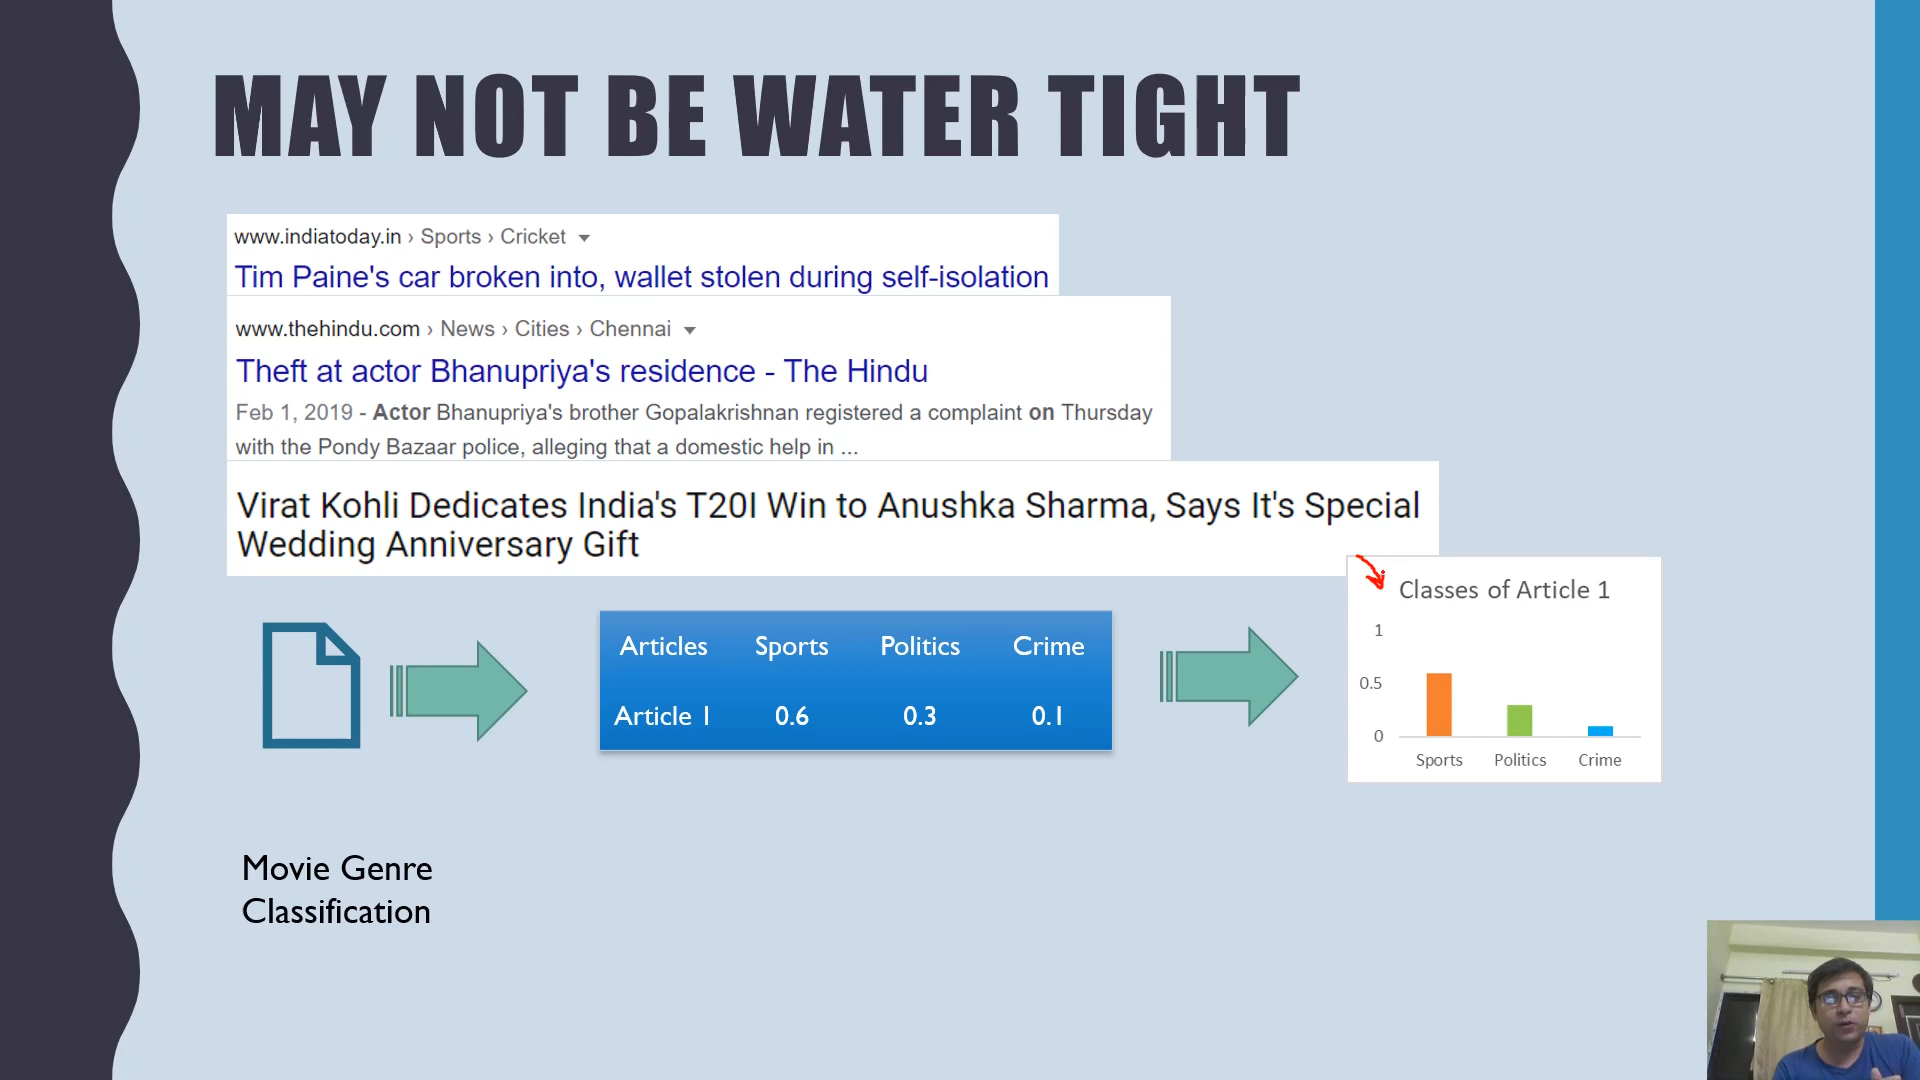 MAY NOT BE WATER TIGHT
www.indiatoday.in › Sports › Cricket
Tim Paine's car broken into, wallet stolen during self-isolation
www.thehindu.com › News › Cities › Chennai
Theft at actor Bhanupriya's residence - The Hindu
Feb 1, 2019 - Actor Bhanupriya's brother Gopalakrishnan registered a complaint on Thursday
with the Pondy Bazaar police, alleging that a domestic help in ...
Virat Kohli Dedicates India's T20I Win to Anushka Sharma, Says It's Special
Wedding Anniversary Gift
Articles Sports Politics Crime
Article 1 0.6 0.3 0.1
Classes of Article 1
1
0.5
0
Sports Politics Crime
Movie Genre
Classification